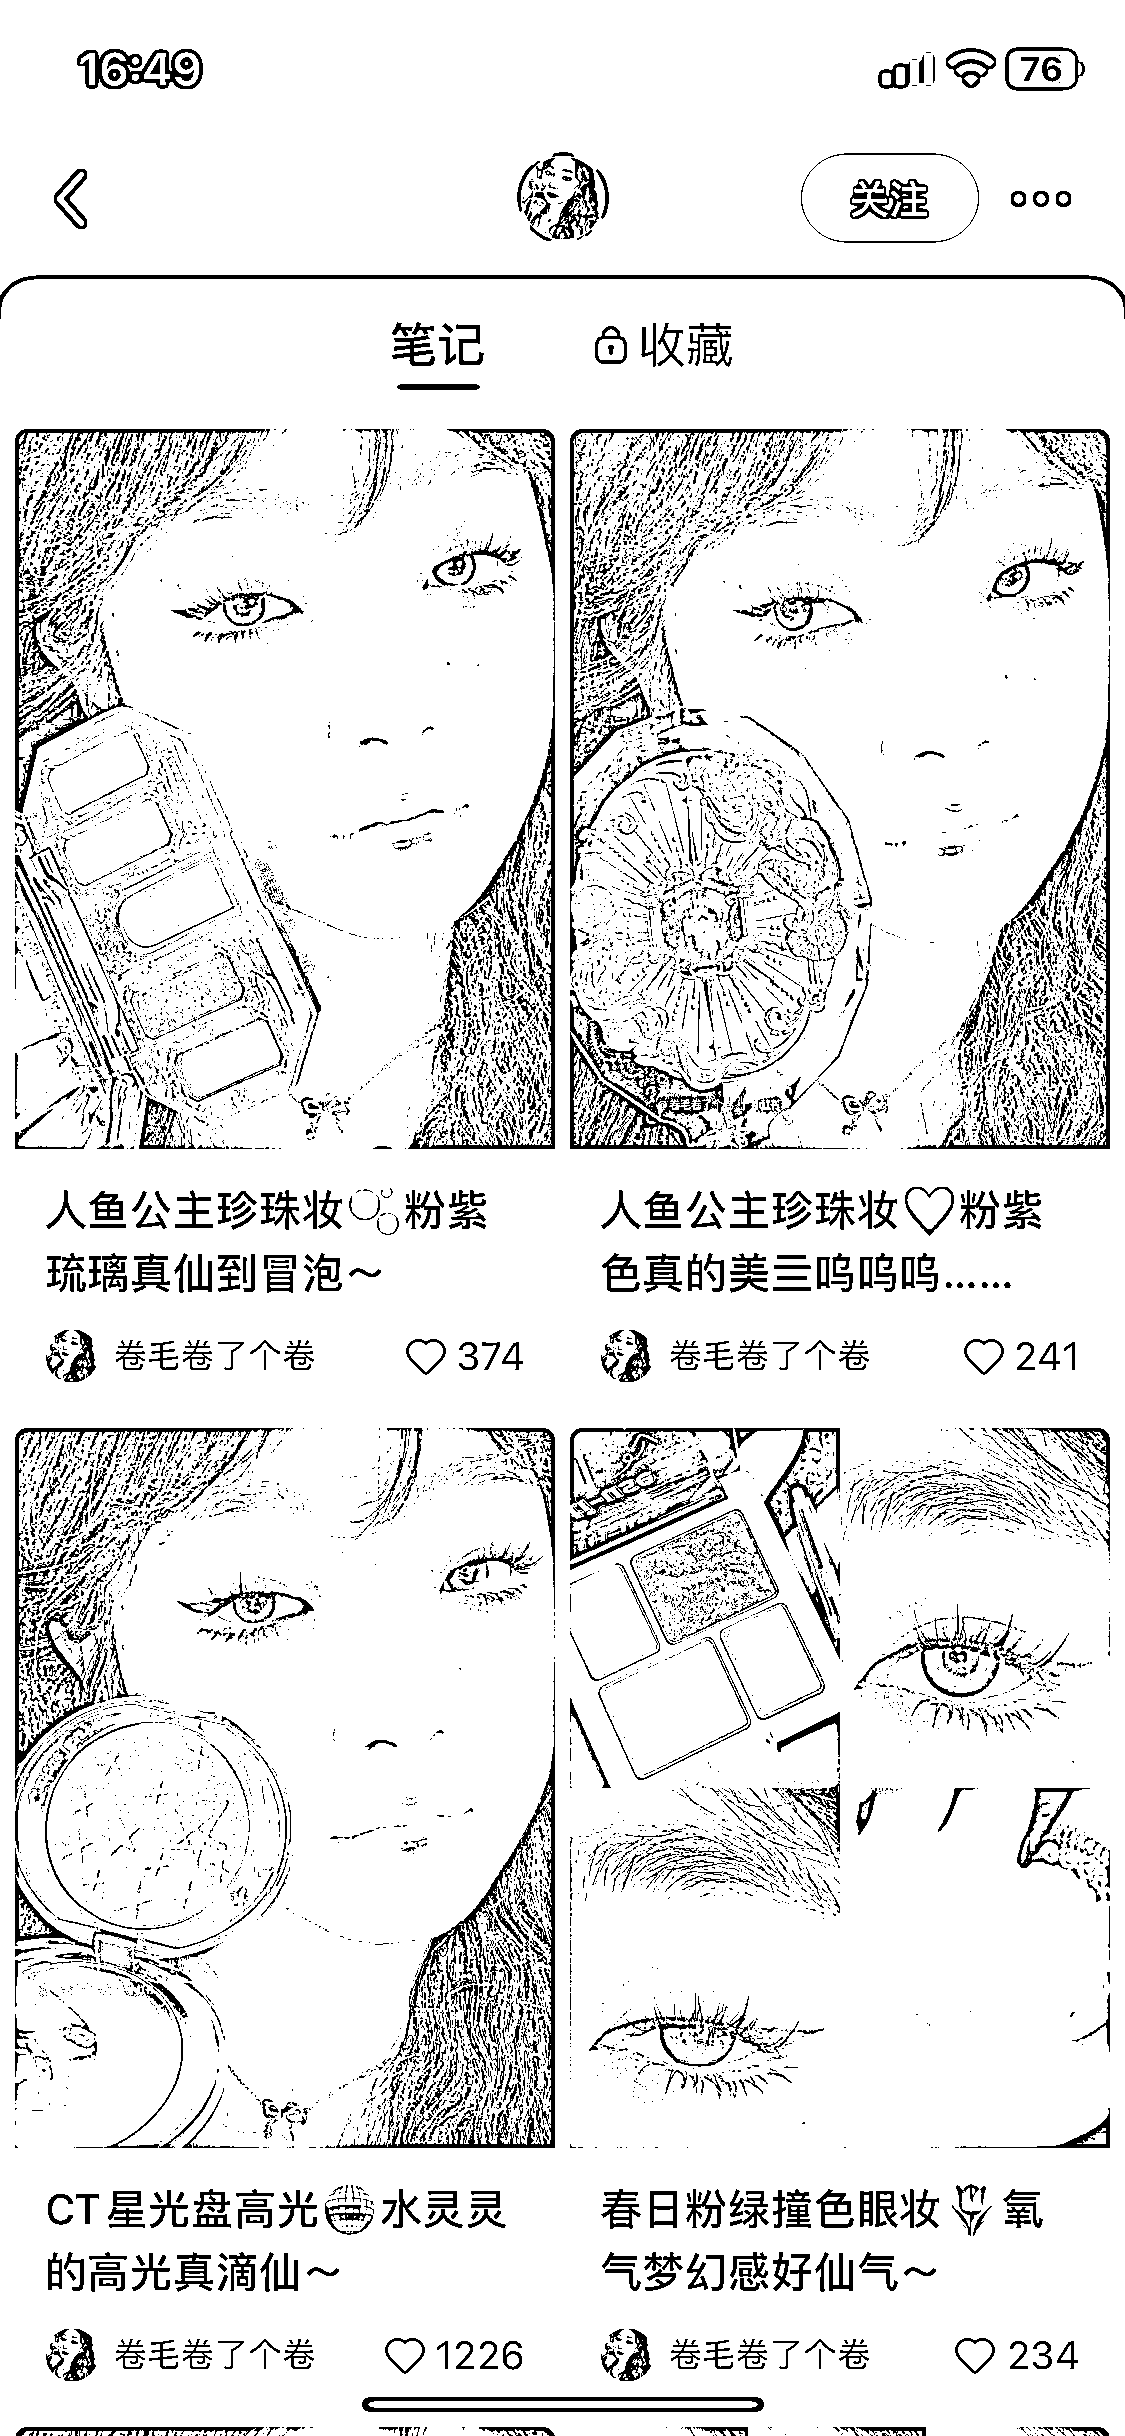 16:49
76
关注
笔记
收藏
人鱼公主珍珠妆🫧粉紫
琉璃真仙到冒泡～
卷毛卷了个卷
374
人鱼公主珍珠妆♡粉紫
色真的美亖呜呜呜……
卷毛卷了个卷
241
CT星光盘高光🪩水灵灵
的高光真滴仙～
卷毛卷了个卷
1226
春日粉绿撞色眼妆🌷氧
气梦幻感好仙气～
卷毛卷了个卷
234